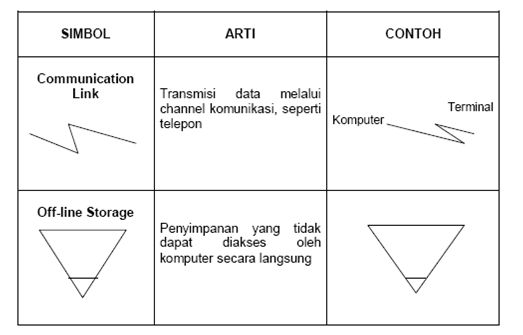 SIMBOL
ARTI
CONTOH
Communication
Link
Transmisi data melalui
channel komunikasi, seperti
telepon
Komputer
Terminal
Off-line Storage
Penyimpanan yang tidak
dapat diakses oleh
komputer secara langsung